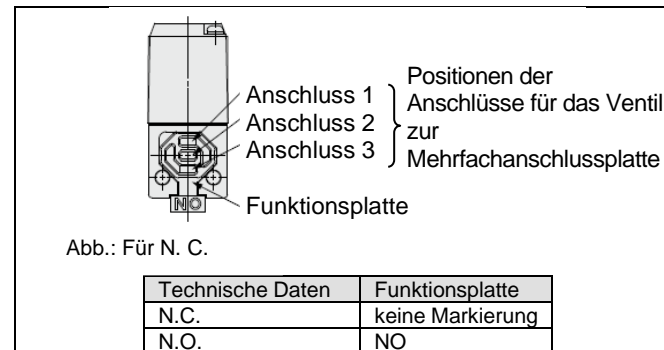 Anschluss 1
Anschluss 2
Anschluss 3
Positionen der
Anschlüsse für das Ventil
zur
Mehrfachanschlussplatte
NO
Funktionsplatte
Abb.: Für N. C.
Technische Daten Funktionsplatte
N.C. keine Markierung
N.O. NO